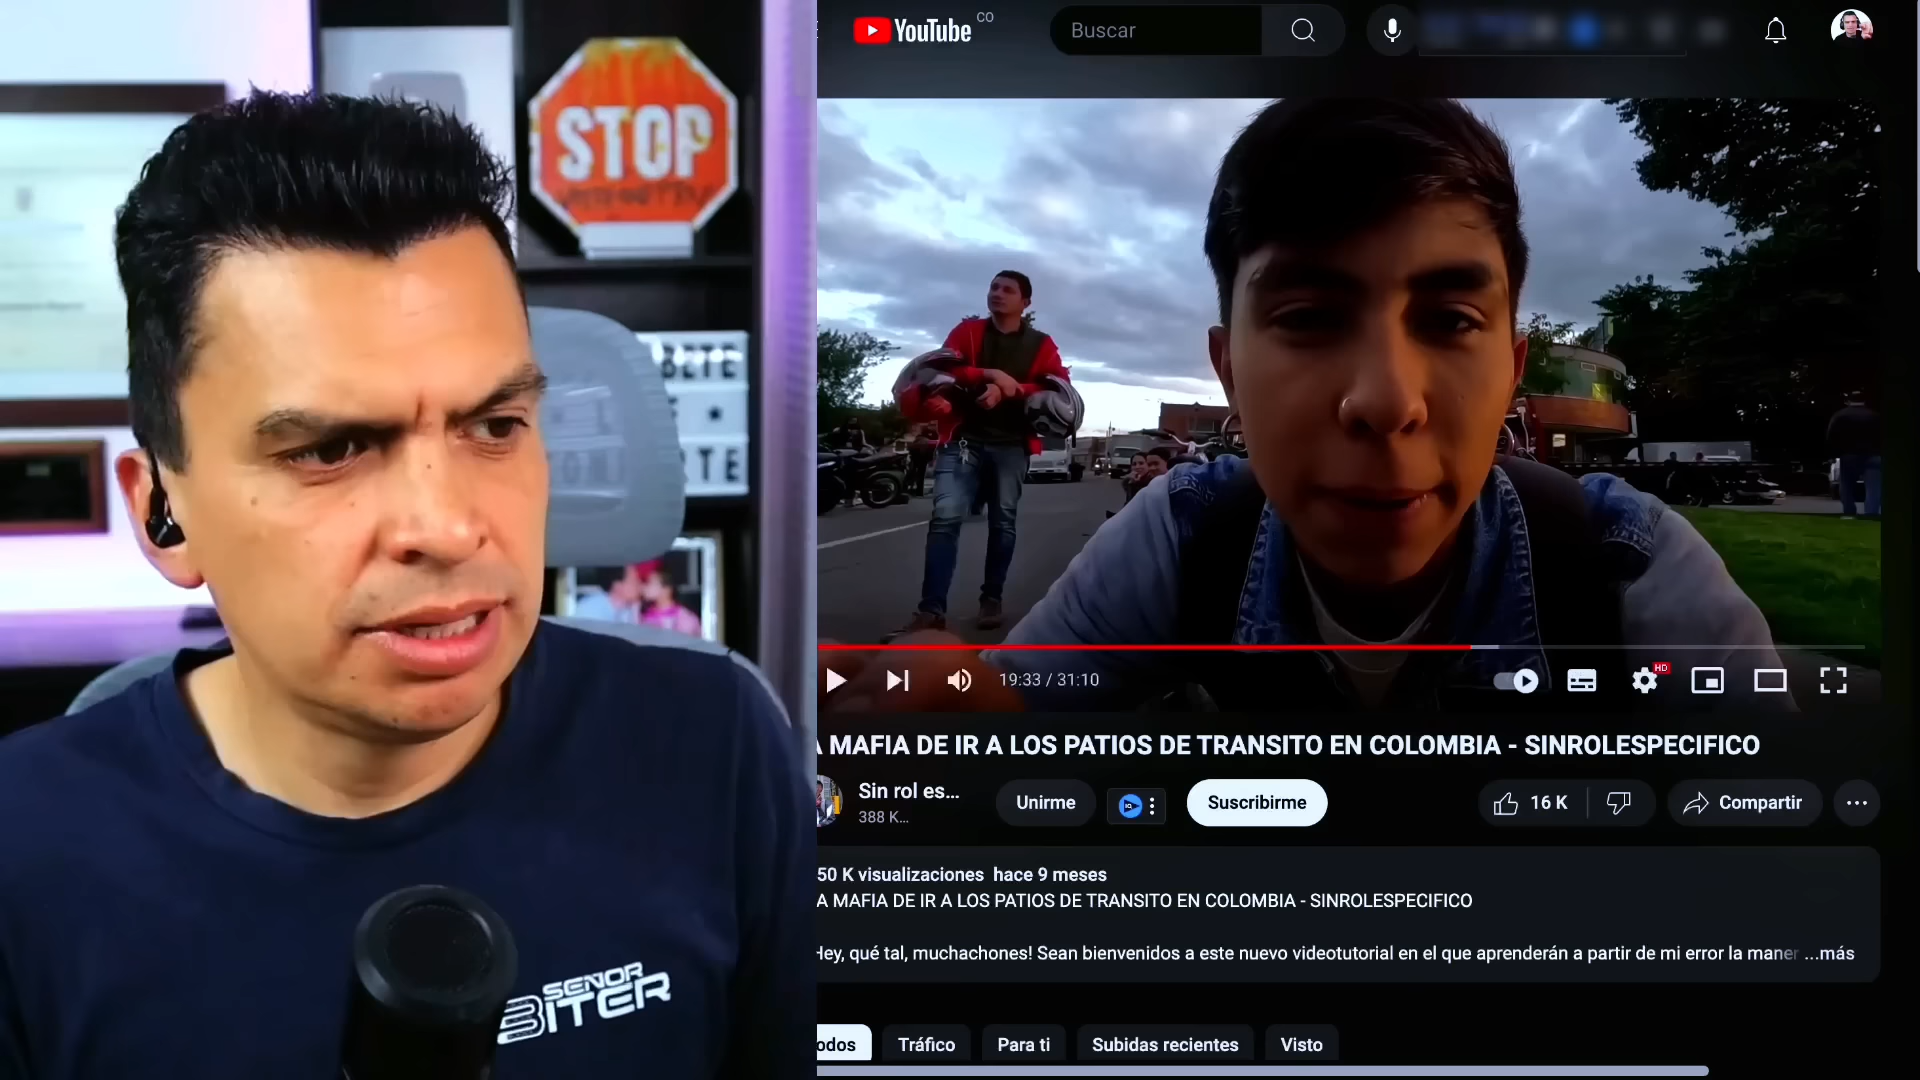 STOP
BETE
E ★
RTE
SEÑOR
BITER
YouTube CO
Buscar
19:33 / 31:10
HD
A MAFIA DE IR A LOS PATIOS DE TRANSITO EN COLOMBIA - SINROLESPECIFICO
Sin rol es...
388 K...
Unirme
Suscribirme
16 K
Compartir
50 K visualizaciones hace 9 meses
A MAFIA DE IR A LOS PATIOS DE TRANSITO EN COLOMBIA - SINROLESPECIFICO
Hey, qué tal, muchachones! Sean bienvenidos a este nuevo videotutorial en el que aprenderán a partir de mi error la maner ...más
odos
Tráfico
Para ti
Subidas recientes
Visto